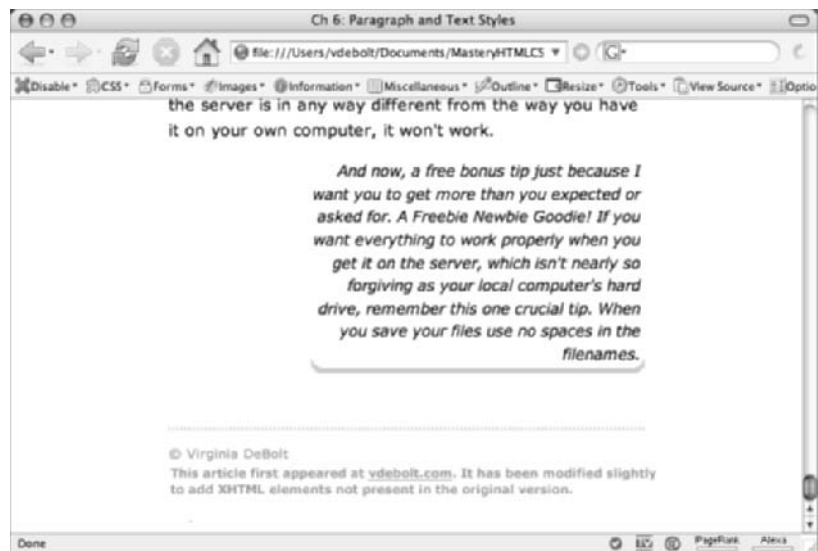 Ch 6: Paragraph and Text Styles
file:///Users/vdebolt/Documents/MasteryHTMLCS
G
Disable CSS Forms Images Information Miscellaneous Outline Resize Tools View Source Optio
the server is in any way different from the way you have
it on your own computer, it won't work.
And now, a free bonus tip just because I
want you to get more than you expected or
asked for. A Freebie Newbie Goodie! If you
want everything to work properly when you
get it on the server, which isn't nearly so
forgiving as your local computer's hard
drive, remember this one crucial tip. When
you save your files use no spaces in the
filenames.
© Virginia DeBolt
This article first appeared at vdebolt.com. It has been modified slightly
to add XHTML elements not present in the original version.
Done PageRank Alexa